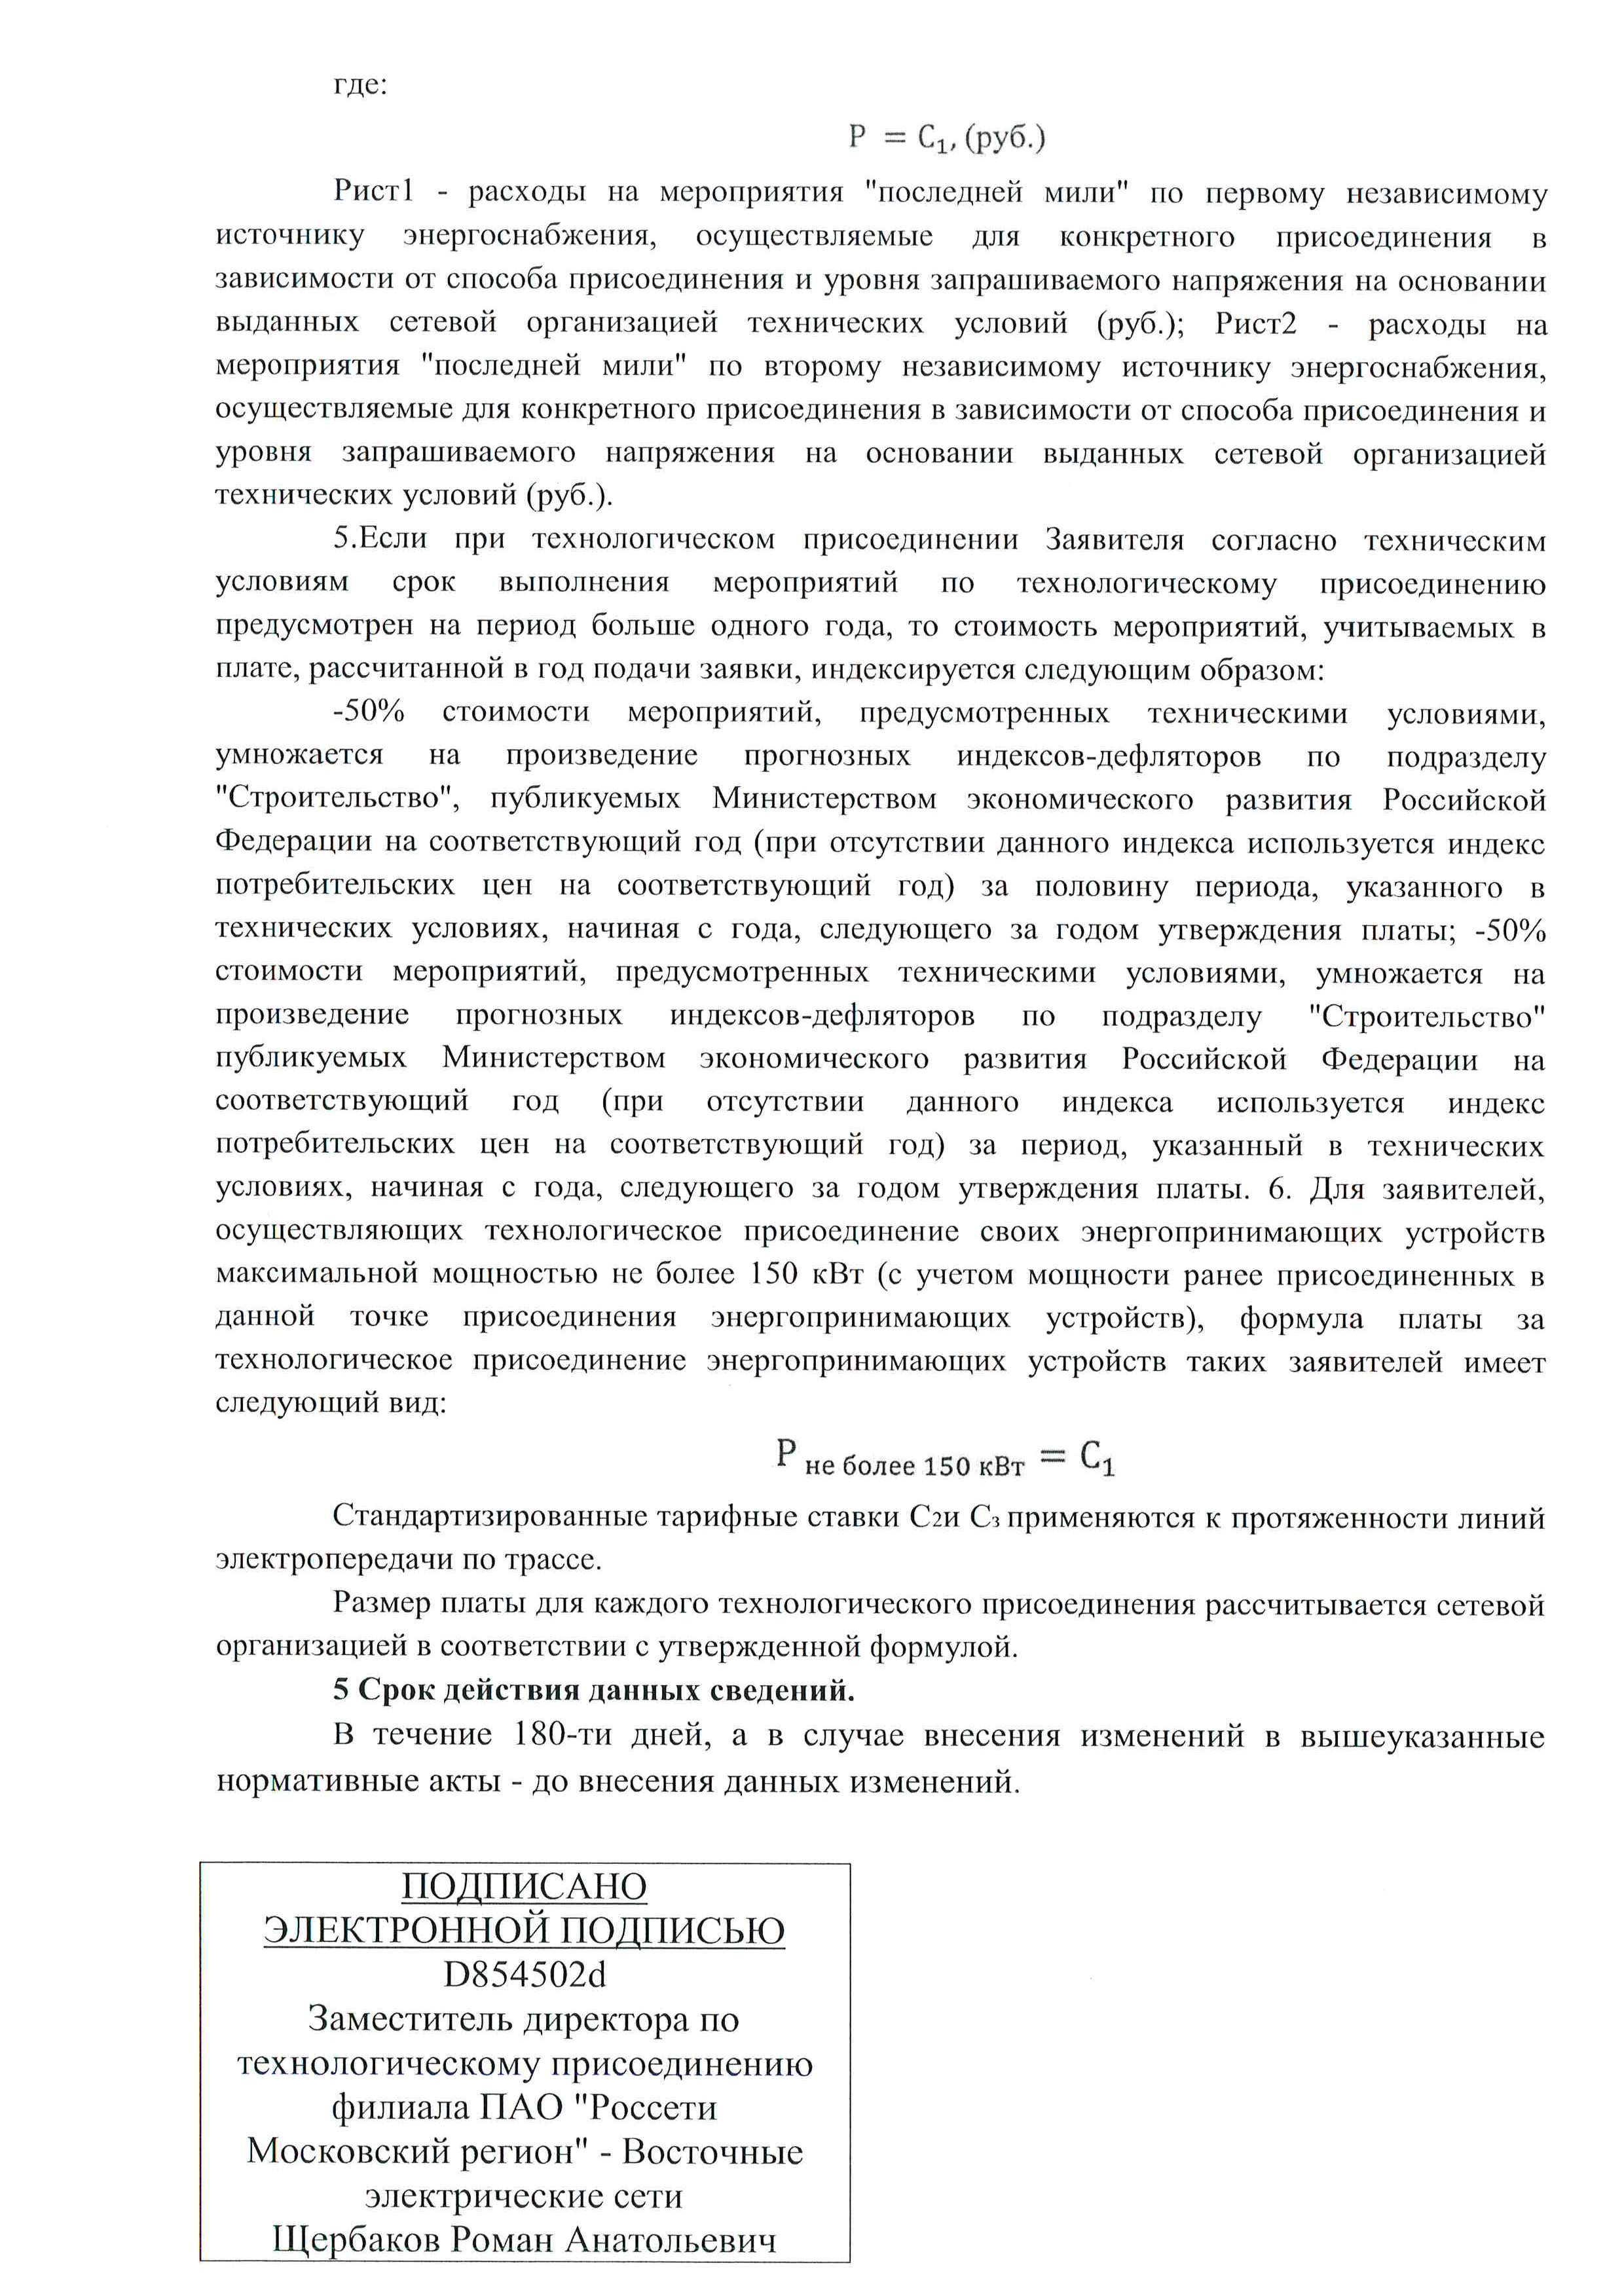 где:
P = C₁, (руб.)
Рист1 - расходы на мероприятия "последней мили" по первому независимому
источнику энергоснабжения, осуществляемые для конкретного присоединения в
зависимости от способа присоединения и уровня запрашиваемого напряжения на основании
выданных сетевой организацией технических условий (руб.); Рист2 - расходы на
мероприятия "последней мили" по второму независимому источнику энергоснабжения,
осуществляемые для конкретного присоединения в зависимости от способа присоединения и
уровня запрашиваемого напряжения на основании выданных сетевой организацией
технических условий (руб.).
5.Если при технологическом присоединении Заявителя согласно техническим
условиям срок выполнения мероприятий по технологическому присоединению
предусмотрен на период больше одного года, то стоимость мероприятий, учитываемых в
плате, рассчитанной в год подачи заявки, индексируется следующим образом:
-50% стоимости мероприятий, предусмотренных техническими условиями,
умножается на произведение прогнозных индексов-дефляторов по подразделу
"Строительство", публикуемых Министерством экономического развития Российской
Федерации на соответствующий год (при отсутствии данного индекса используется индекс
потребительских цен на соответствующий год) за половину периода, указанного в
технических условиях, начиная с года, следующего за годом утверждения платы; -50%
стоимости мероприятий, предусмотренных техническими условиями, умножается на
произведение прогнозных индексов-дефляторов по подразделу "Строительство"
публикуемых Министерством экономического развития Российской Федерации на
соответствующий год (при отсутствии данного индекса используется индекс
потребительских цен на соответствующий год) за период, указанный в технических
условиях, начиная с года, следующего за годом утверждения платы. 6. Для заявителей,
осуществляющих технологическое присоединение своих энергопринимающих устройств
максимальной мощностью не более 150 кВт (с учетом мощности ранее присоединенных в
данной точке присоединения энергопринимающих устройств), формула платы за
технологическое присоединение энергопринимающих устройств таких заявителей имеет
следующий вид:
P не более 150 кВт = C₁
Стандартизированные тарифные ставки С₂и С₃ применяются к протяженности линий
электропередачи по трассе.
Размер платы для каждого технологического присоединения рассчитывается сетевой
организацией в соответствии с утвержденной формулой.
5 Срок действия данных сведений.
В течение 180-ти дней, а в случае внесения изменений в вышеуказанные
нормативные акты - до внесения данных изменений.
ПОДПИСАНО
ЭЛЕКТРОННОЙ ПОДПИСЬЮ
D854502d
Заместитель директора по
технологическому присоединению
филиала ПАО "Россети
Московский регион" - Восточные
электрические сети
Щербаков Роман Анатольевич